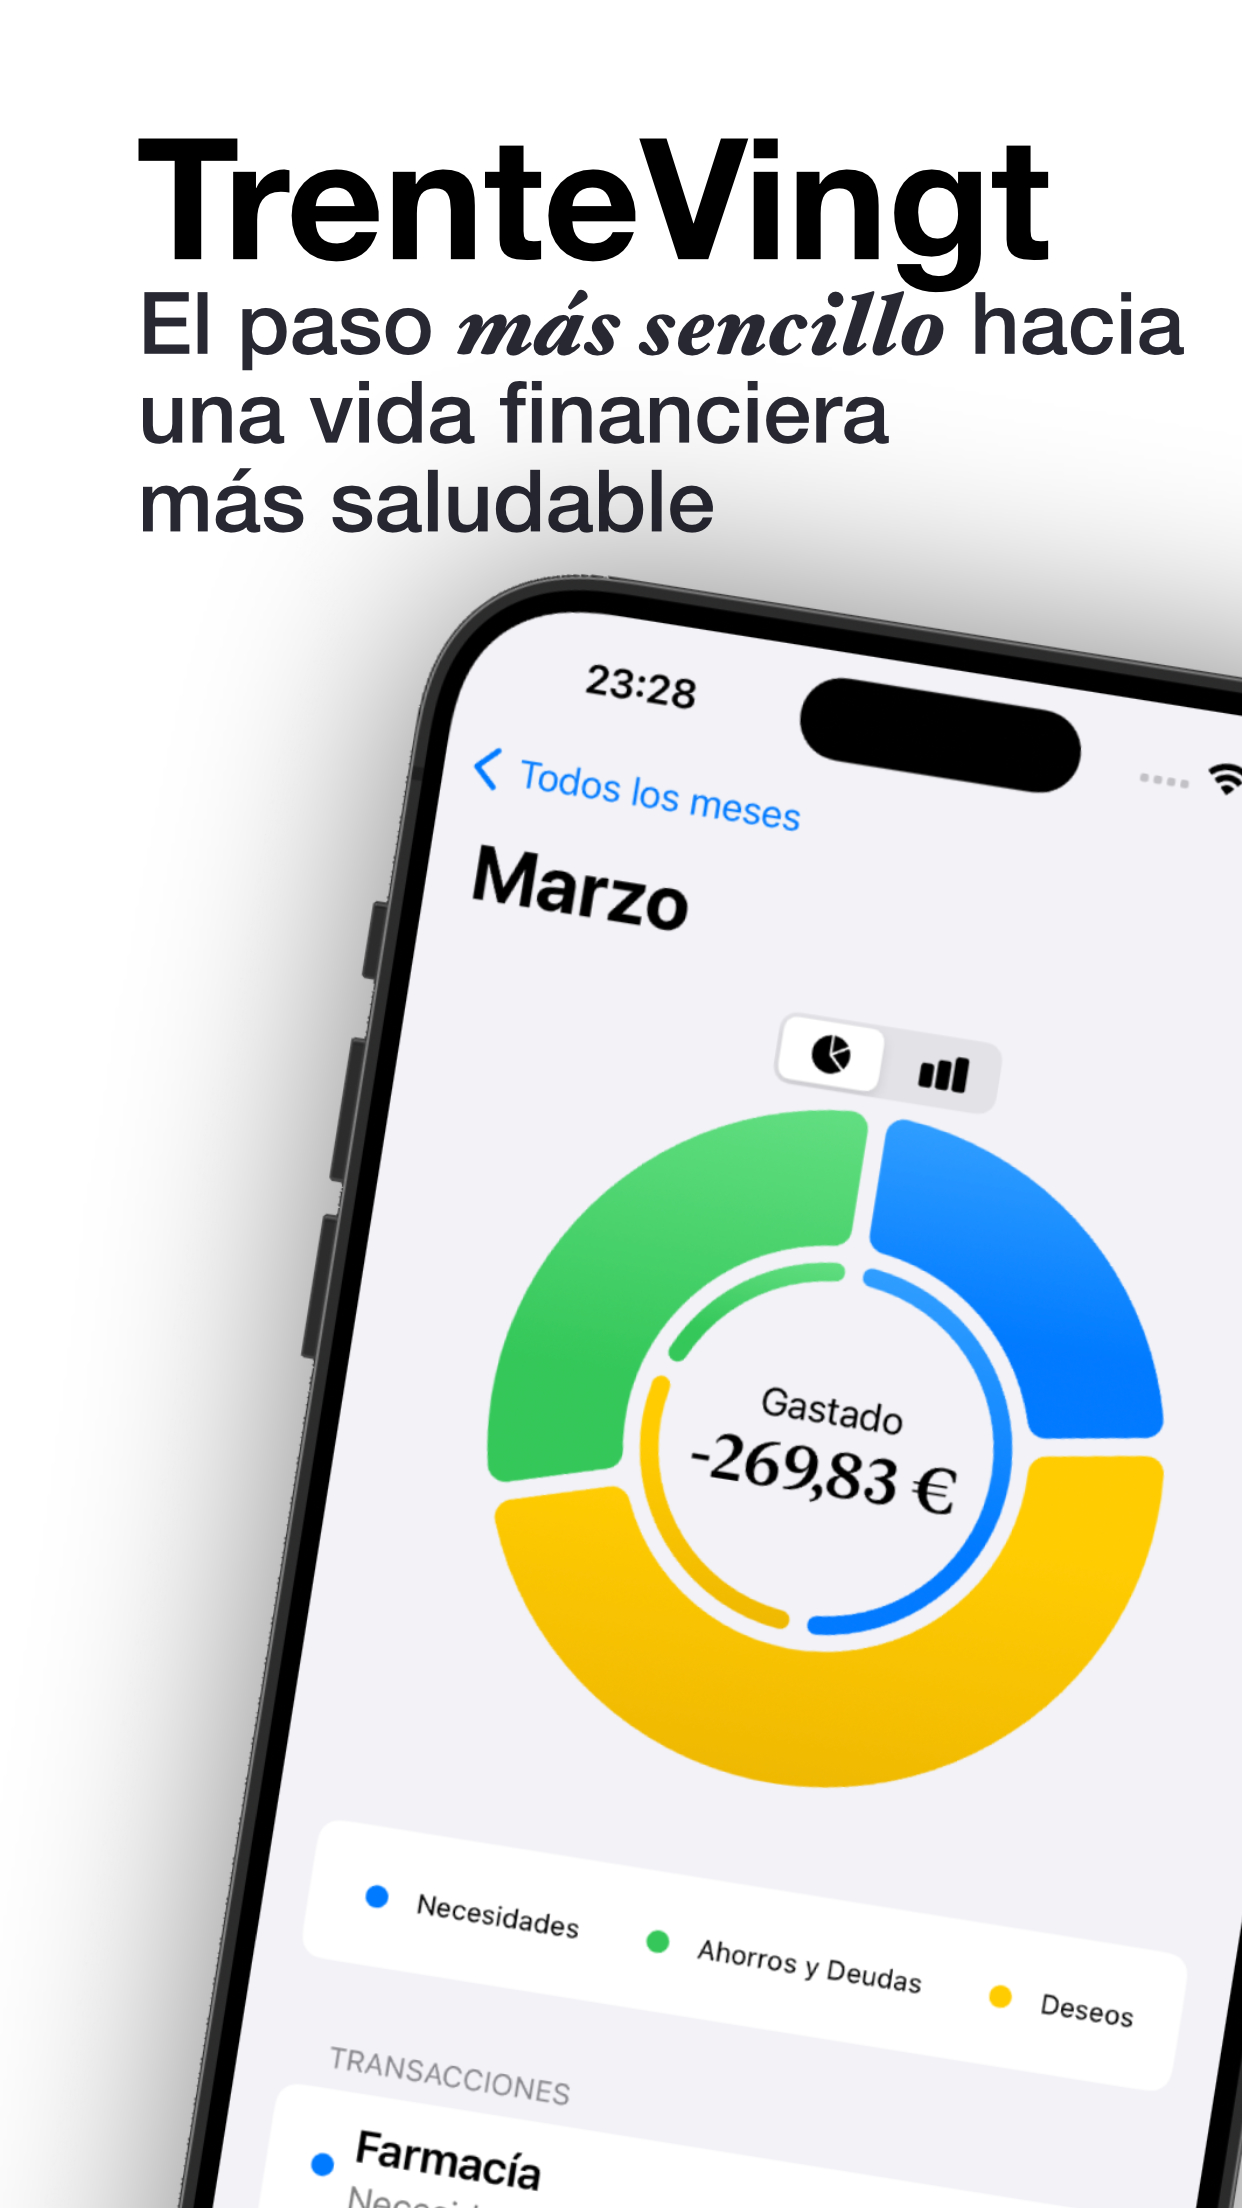 TrenteVingt
El paso más sencillo hacia
una vida financiera
más saludable
23:28
Todos los meses
Marzo
Gastado
-269,83 €
Necesidades
Ahorros y Deudas
Deseos
TRANSACCIONES
Farmacía